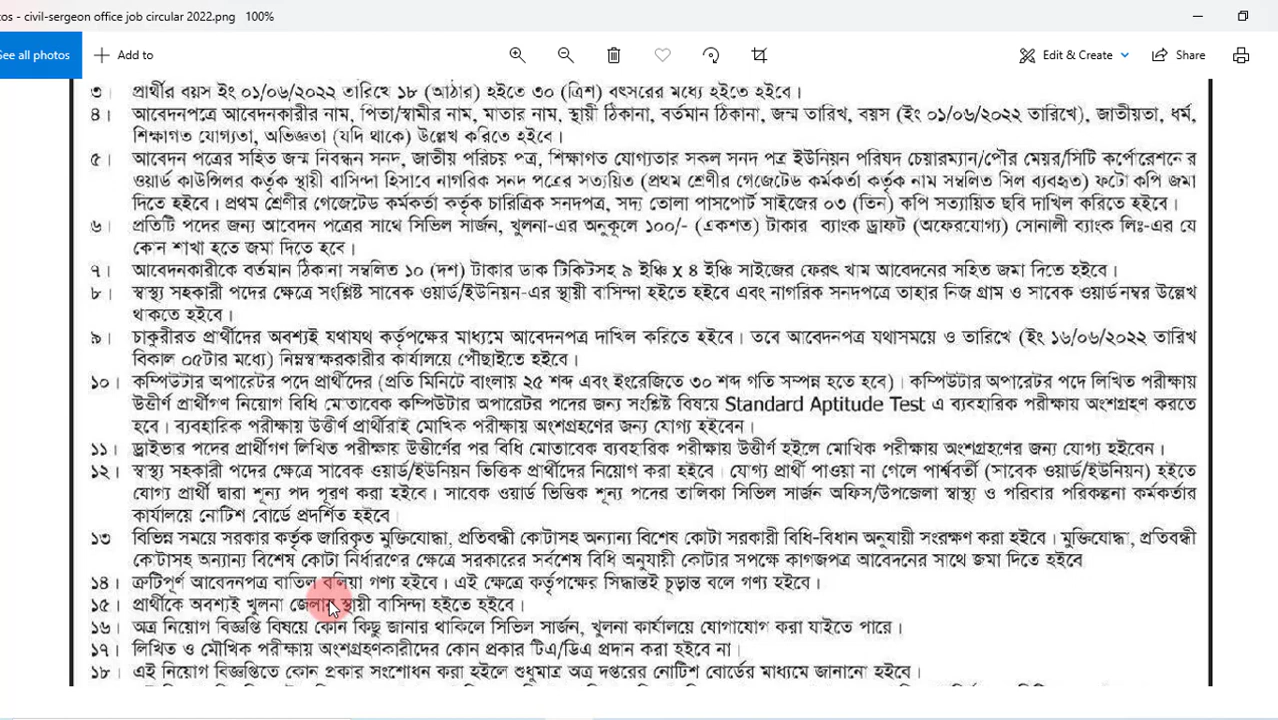 os - civil-sergeon office job circular 2022.png 100%
See all photos Add to Edit & Create Share
৩। প্রার্থীর বয়স ইং ০১/০৬/২০২২ তারিখে ১৮ (আঠার) হইতে ৩০ (ত্রিশ) বৎসরের মধ্যে হইতে হইবে।
৪। আবেদনপত্রে আবেদনকারীর নাম, পিতা/স্বামীর নাম, মাতার নাম, স্থায়ী ঠিকানা, বর্তমান ঠিকানা, জন্ম তারিখ, বয়স (ইং ০১/০৬/২০২২ তারিখে), জাতীয়তা, ধর্ম,
শিক্ষাগত যোগ্যতা, অভিজ্ঞতা (যদি থাকে) উল্লেখ করিতে হইবে।
৫। আবেদন পত্রের সহিত জন্ম নিবন্ধন সনদ, জাতীয় পরিচয় পত্র, শিক্ষাগত যোগ্যতার সকল সনদ পত্র ইউনিয়ন পরিষদ চেয়ারম্যান/পৌর মেয়র/সিটি কর্পোরেশনের
ওয়ার্ড কাউন্সিলর কর্তৃক স্থায়ী বাসিন্দা হিসাবে নাগরিক সনদ পত্রের সত্যয়িত (প্রথম শ্রেণীর গেজেটেড কর্মকর্তা কর্তৃক নাম সম্বলিত সিল ব্যবহৃত) ফটো কপি জমা
দিতে হইবে। প্রথম শ্রেণীর গেজেটেড কর্মকর্তা কর্তৃক চারিত্রিক সনদপত্র, সদ্য তোলা পাসপোর্ট সাইজের ০৩ (তিন) কপি সত্যায়িত ছবি দাখিল করিতে হইবে।
৬। প্রতিটি পদের জন্য আবেদন পত্রের সাথে সিভিল সার্জন, খুলনা-এর অনুকূলে ১০০/- (একশত) টাকার ব্যাংক ড্রাফট (অফেরযোগ্য) সোনালী ব্যাংক লিঃ-এর যে
কোন শাখা হতে জমা দিতে হবে।
৭। আবেদনকারীকে বর্তমান ঠিকানা সম্বলিত ১০ (দশ) টাকার ডাক টিকিটসহ ৯ ইঞ্চি x ৪ ইঞ্চি সাইজের ফেরৎ খাম আবেদনের সহিত জমা দিতে হইবে।
৮। স্বাস্থ্য সহকারী পদের ক্ষেত্রে সংশ্লিষ্ট সাবেক ওয়ার্ড/ইউনিয়ন-এর স্থায়ী বাসিন্দা হইতে হইবে এবং নাগরিক সনদপত্রে তাহার নিজ গ্রাম ও সাবেক ওয়ার্ড নম্বর উল্লেখ
থাকতে হইবে।
৯। চাকুরীরত প্রার্থীদের অবশ্যই যথাযথ কর্তৃপক্ষের মাধ্যমে আবেদনপত্র দাখিল করিতে হইবে। তবে আবেদনপত্র যথাসময়ে ও তারিখে (ইং ১৬/০৬/২০২২ তারিখ
বিকাল ০৫টার মধ্যে) নিম্নস্বাক্ষরকারীর কার্যালয়ে পৌঁছাইতে হইবে।
১০। কম্পিউটার অপারেটর পদে প্রার্থীদের (প্রতি মিনিটে বাংলায় ২৫ শব্দ এবং ইংরেজিতে ৩০ শব্দ গতি সম্পন্ন হতে হবে)। কম্পিউটার অপারেটর পদে লিখিত পরীক্ষায়
উত্তীর্ণ প্রার্থীগণ নিয়োগ বিধি মোতাবেক কম্পিউটার অপারেটর পদের জন্য সংশ্লিষ্ট বিষয়ে Standard Aptitude Test এ ব্যবহারিক পরীক্ষায় অংশগ্রহণ করতে
হবে। ব্যবহারিক পরীক্ষায় উত্তীর্ণ প্রার্থীরাই মোখিক পরীক্ষায় অংশগ্রহণের জন্য যোগ্য হইবেন।
১১। ড্রাইভার পদের প্রার্থীগণ লিখিত পরীক্ষায় উত্তীর্ণের পর বিধি মোতাবেক ব্যবহারিক পরীক্ষায় উত্তীর্ণ হইলে মোখিক পরীক্ষায় অংশগ্রহণের জন্য যোগ্য হইবেন।
১২। স্বাস্থ্য সহকারী পদের ক্ষেত্রে সাবেক ওয়ার্ড/ইউনিয়ন ভিত্তিক প্রার্থীদের নিয়োগ করা হইবে। যোগ্য প্রার্থী পাওয়া না গেলে পার্শ্ববর্তী (সাবেক ওয়ার্ড/ইউনিয়ন) হইতে
যোগ্য প্রার্থী দ্বারা শূন্য পদ পূরণ করা হইবে। সাবেক ওয়ার্ড ভিত্তিক শূন্য পদের তালিকা সিভিল সার্জন অফিস/উপজেলা স্বাস্থ্য ও পরিবার পরিকল্পনা কর্মকর্তার
কার্যালয়ে নোটিশ বোর্ডে প্রদর্শিত হইবে।
১৩ বিভিন্ন সময়ে সরকার কর্তৃক জারিকৃত মুক্তিযোদ্ধা, প্রতিবন্ধী কোটাসহ অন্যান্য বিশেষ কোটা সরকারী বিধি-বিধান অনুযায়ী সংরক্ষণ করা হইবে। মুক্তিযোদ্ধা, প্রতিবন্ধী
কোটাসহ অন্যান্য বিশেষ কোটা নির্ধারণের ক্ষেত্রে সরকারের সর্বশেষ বিধি অনুযায়ী কোটার সপক্ষে কাগজপত্র আবেদনের সাথে জমা দিতে হইবে
১৪। ত্রুটিপূর্ণ আবেদনপত্র বাতিল বলিয়া গণ্য হইবে। এই ক্ষেত্রে কর্তৃপক্ষের সিদ্ধান্তই চূড়ান্ত বলে গণ্য হইবে।
১৫। প্রার্থীকে অবশ্যই খুলনা জেলার স্থায়ী বাসিন্দা হইতে হইবে।
১৬। অত্র নিয়োগ বিজ্ঞপ্তি বিষয়ে কোন কিছু জানার থাকিলে সিভিল সার্জন, খুলনা কার্যালয়ে যোগাযোগ করা যাইতে পারে।
১৭। লিখিত ও মৌখিক পরীক্ষায় অংশগ্রহণকারীদের কোন প্রকার টিএ/ডিএ প্রদান করা হইবে না।
১৮। এই নিয়োগ বিজ্ঞপ্তিতে কোন প্রকার সংশোধন করা হইলে শুধুমাত্র অত্র দপ্তরের নোটিশ বোর্ডের মাধ্যমে জানানো হইবে।